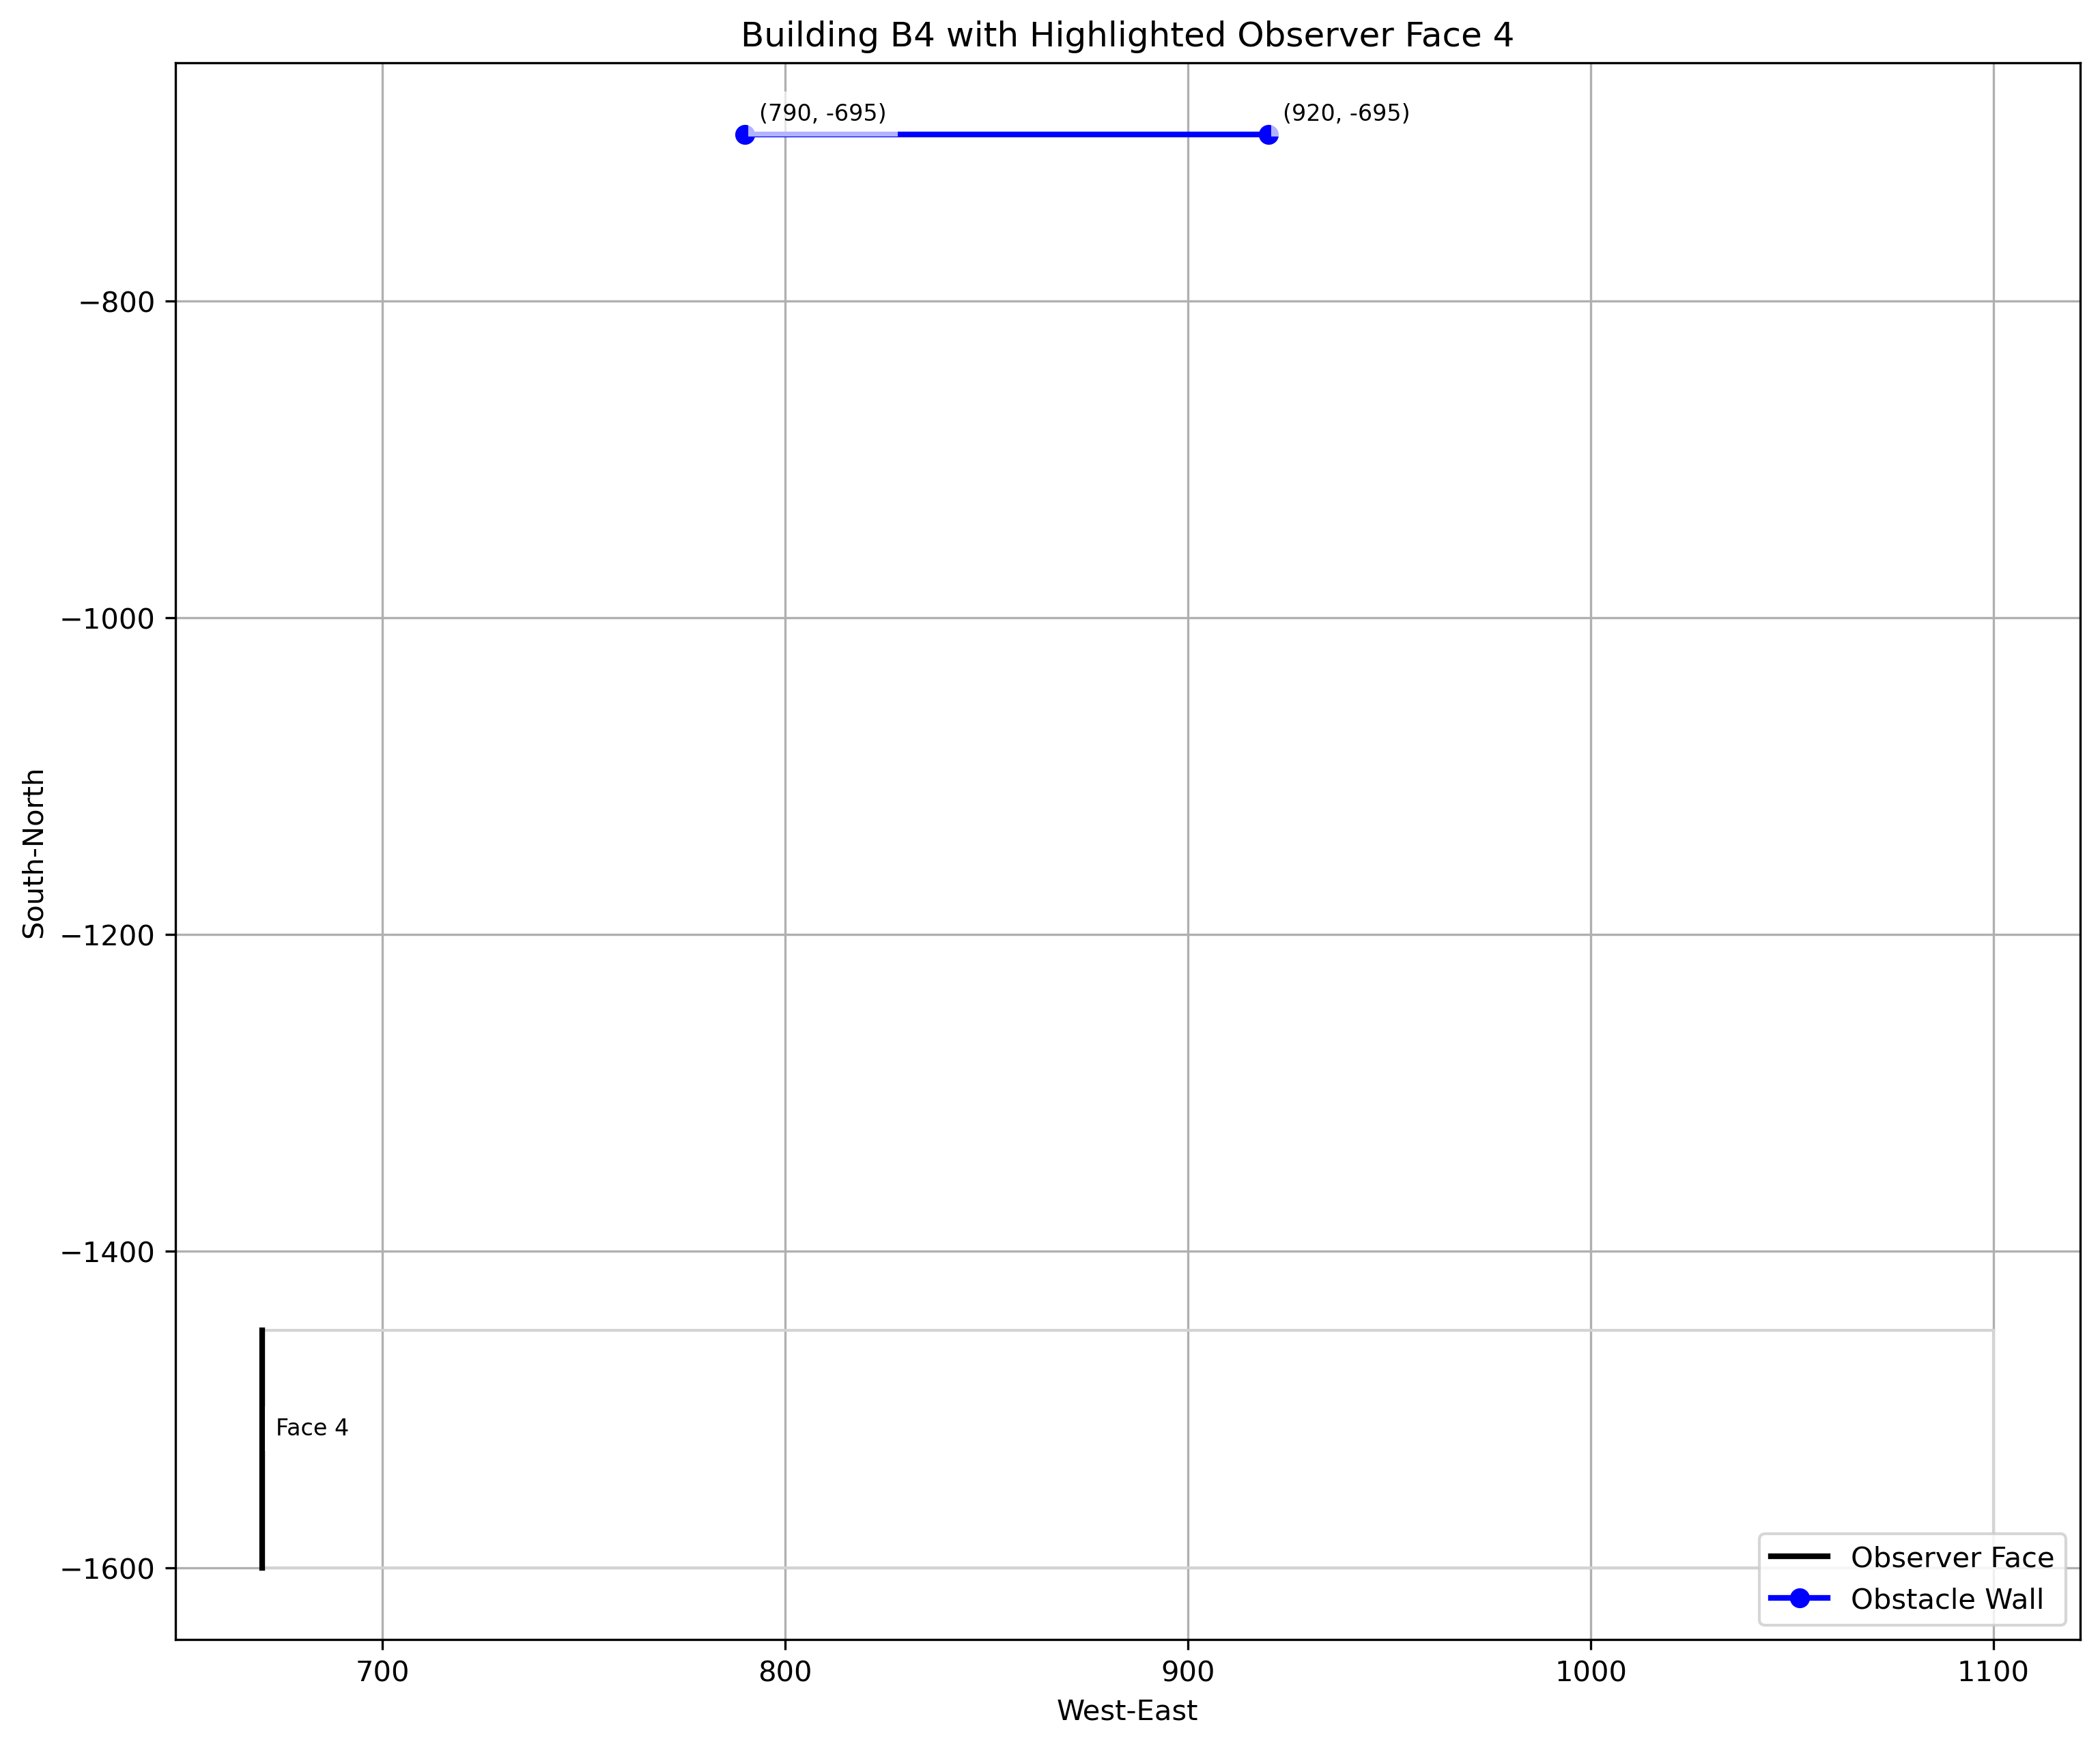 Building B4 with Highlighted Observer Face 4
(790, -695)
(920, -695)
−800
−1000
−1200
−1400
−1600
South-North
Face 4
Observer Face
Obstacle Wall
700
800
900
1000
1100
West-East